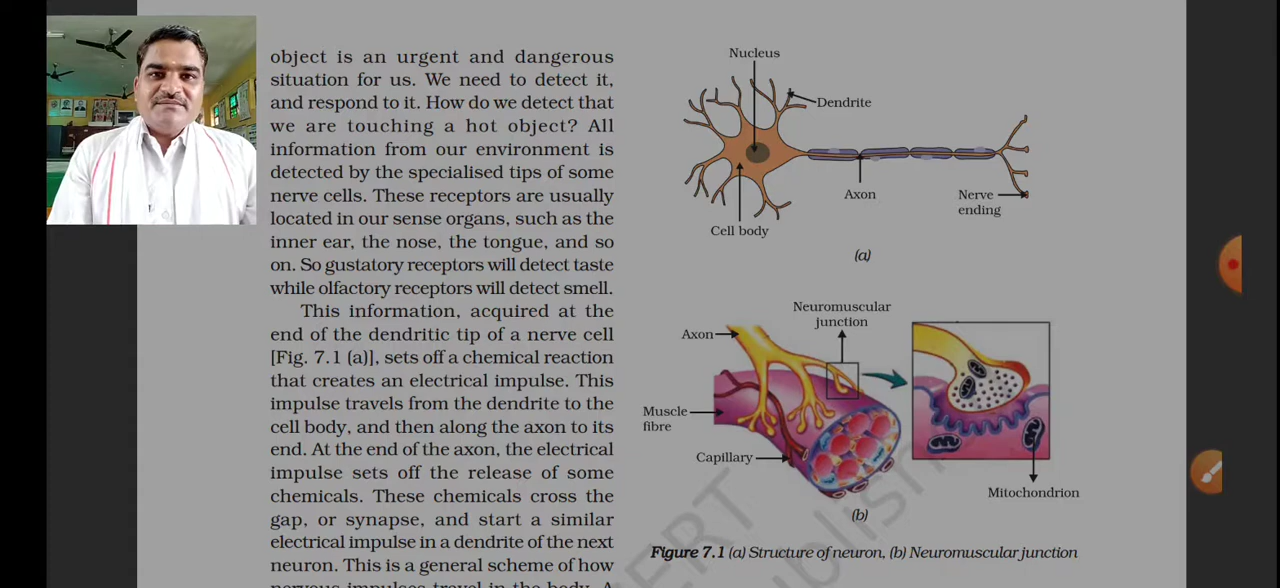 object is an urgent and dangerous
situation for us. We need to detect it,
and respond to it. How do we detect that
we are touching a hot object? All
information from our environment is
detected by the specialised tips of some
nerve cells. These receptors are usually
located in our sense organs, such as the
inner ear, the nose, the tongue, and so
on. So gustatory receptors will detect taste
while olfactory receptors will detect smell.
This information, acquired at the
end of the dendritic tip of a nerve cell
[Fig. 7.1 (a)], sets off a chemical reaction
that creates an electrical impulse. This
impulse travels from the dendrite to the
cell body, and then along the axon to its
end. At the end of the axon, the electrical
impulse sets off the release of some
chemicals. These chemicals cross the
gap, or synapse, and start a similar
electrical impulse in a dendrite of the next
neuron. This is a general scheme of how
nervous impulses travel in the body. A
Nucleus
Dendrite
Axon
Nerve
ending
Cell body
(a)
Neuromuscular
junction
Axon
Muscle
fibre
Capillary
Mitochondrion
(b)
Figure 7.1 (a) Structure of neuron, (b) Neuromuscular junction